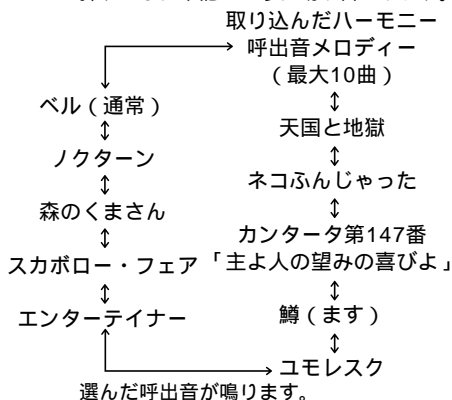 取り込んだハーモニー
呼出音メロディー
（最大10曲）
ベル（通常）
天国と地獄
ノクターン
ネコふんじゃった
森のくまさん
カンタータ第147番
スカボロー・フェア「主よ人の望みの喜びよ」
エンターテイナー
鱒（ます）
ユモレスク
選んだ呼出音が鳴ります。